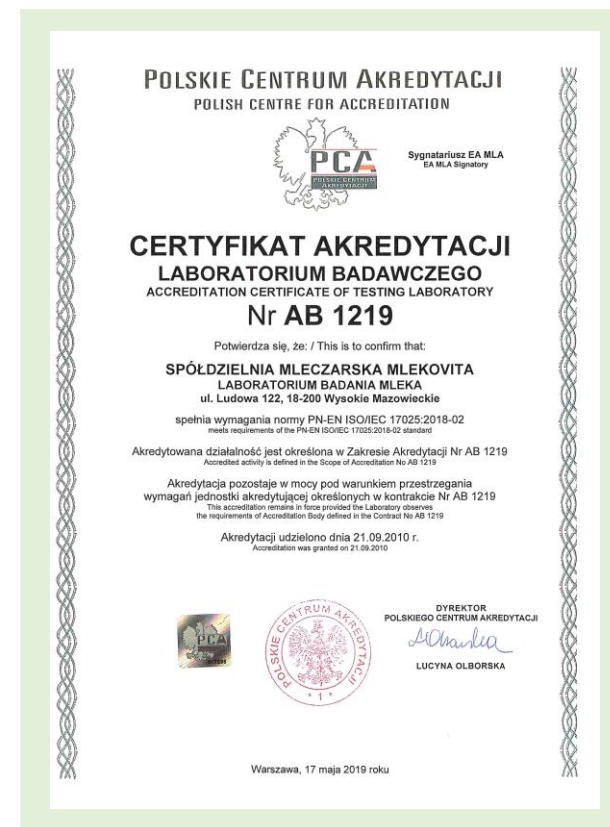 POLSKIE CENTRUM AKREDYTACJI
POLISH CENTRE FOR ACCREDITATION
PCA
POLSKIE CENTRUM
AKREDYTACJI
Sygnatariusz EA MLA
EA MLA Signatory
CERTYFIKAT AKREDYTACJI
LABORATORIUM BADAWCZEGO
ACCREDITATION CERTIFICATE OF TESTING LABORATORY
Nr AB 1219
Potwierdza się, że: / This is to confirm that:
SPÓŁDZIELNIA MLECZARSKA MLEKOVITA
LABORATORIUM BADANIA MLEKA
ul. Ludowa 122, 18-200 Wysokie Mazowieckie
spełnia wymagania normy PN-EN ISO/IEC 17025:2018-02
meets requirements of the PN-EN ISO/IEC 17025:2018-02 standard
Akredytowana działalność jest określona w Zakresie Akredytacji Nr AB 1219
Accredited activity is defined in the Scope of Accreditation No AB 1219
Akredytacja pozostaje w mocy pod warunkiem przestrzegania
wymagań jednostki akredytującej określonych w kontrakcie Nr AB 1219
This accreditation remains in force provided the Laboratory observes
the requirements of Accreditation Body defined in the Contract No AB 1219
Akredytacji udzielono dnia 21.09.2010 r.
Accreditation was granted on 21.09.2010
PCA
POLSKIE CENTRUM AKREDYTACJI
* 1 *
DYREKTOR
POLSKIEGO CENTRUM AKREDYTACJI
LUCYNA OLBORSKA
Warszawa, 17 maja 2019 roku